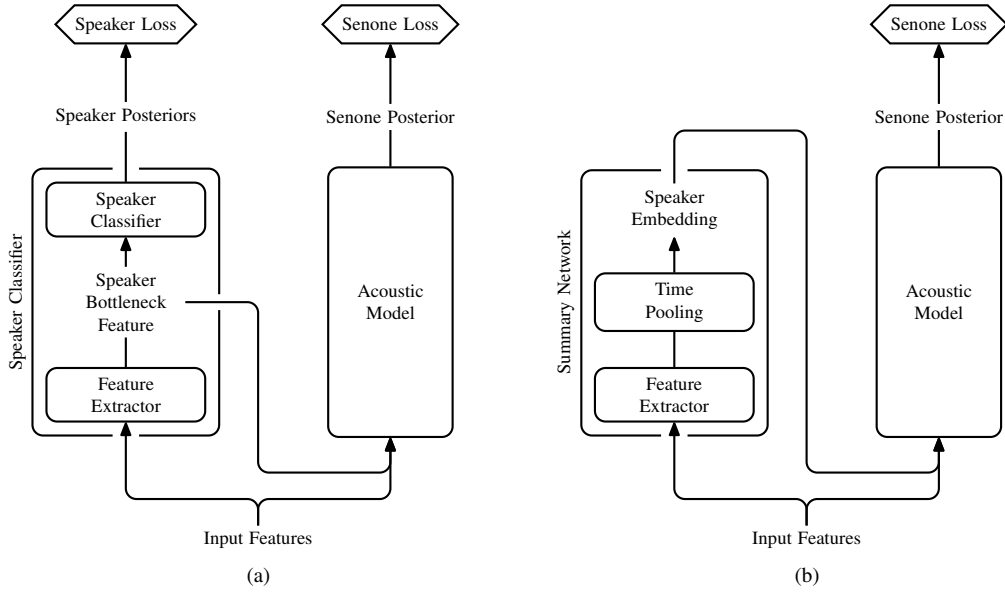 Speaker Loss
Senone Loss
Speaker Posteriors
Senone Posterior
Speaker Classifier
Speaker
Classifier
Speaker
Bottleneck
Feature
Feature
Extractor
Acoustic
Model
Input Features
(a)
Senone Loss
Senone Posterior
Summary Network
Speaker
Embedding
Time
Pooling
Feature
Extractor
Acoustic
Model
Input Features
(b)